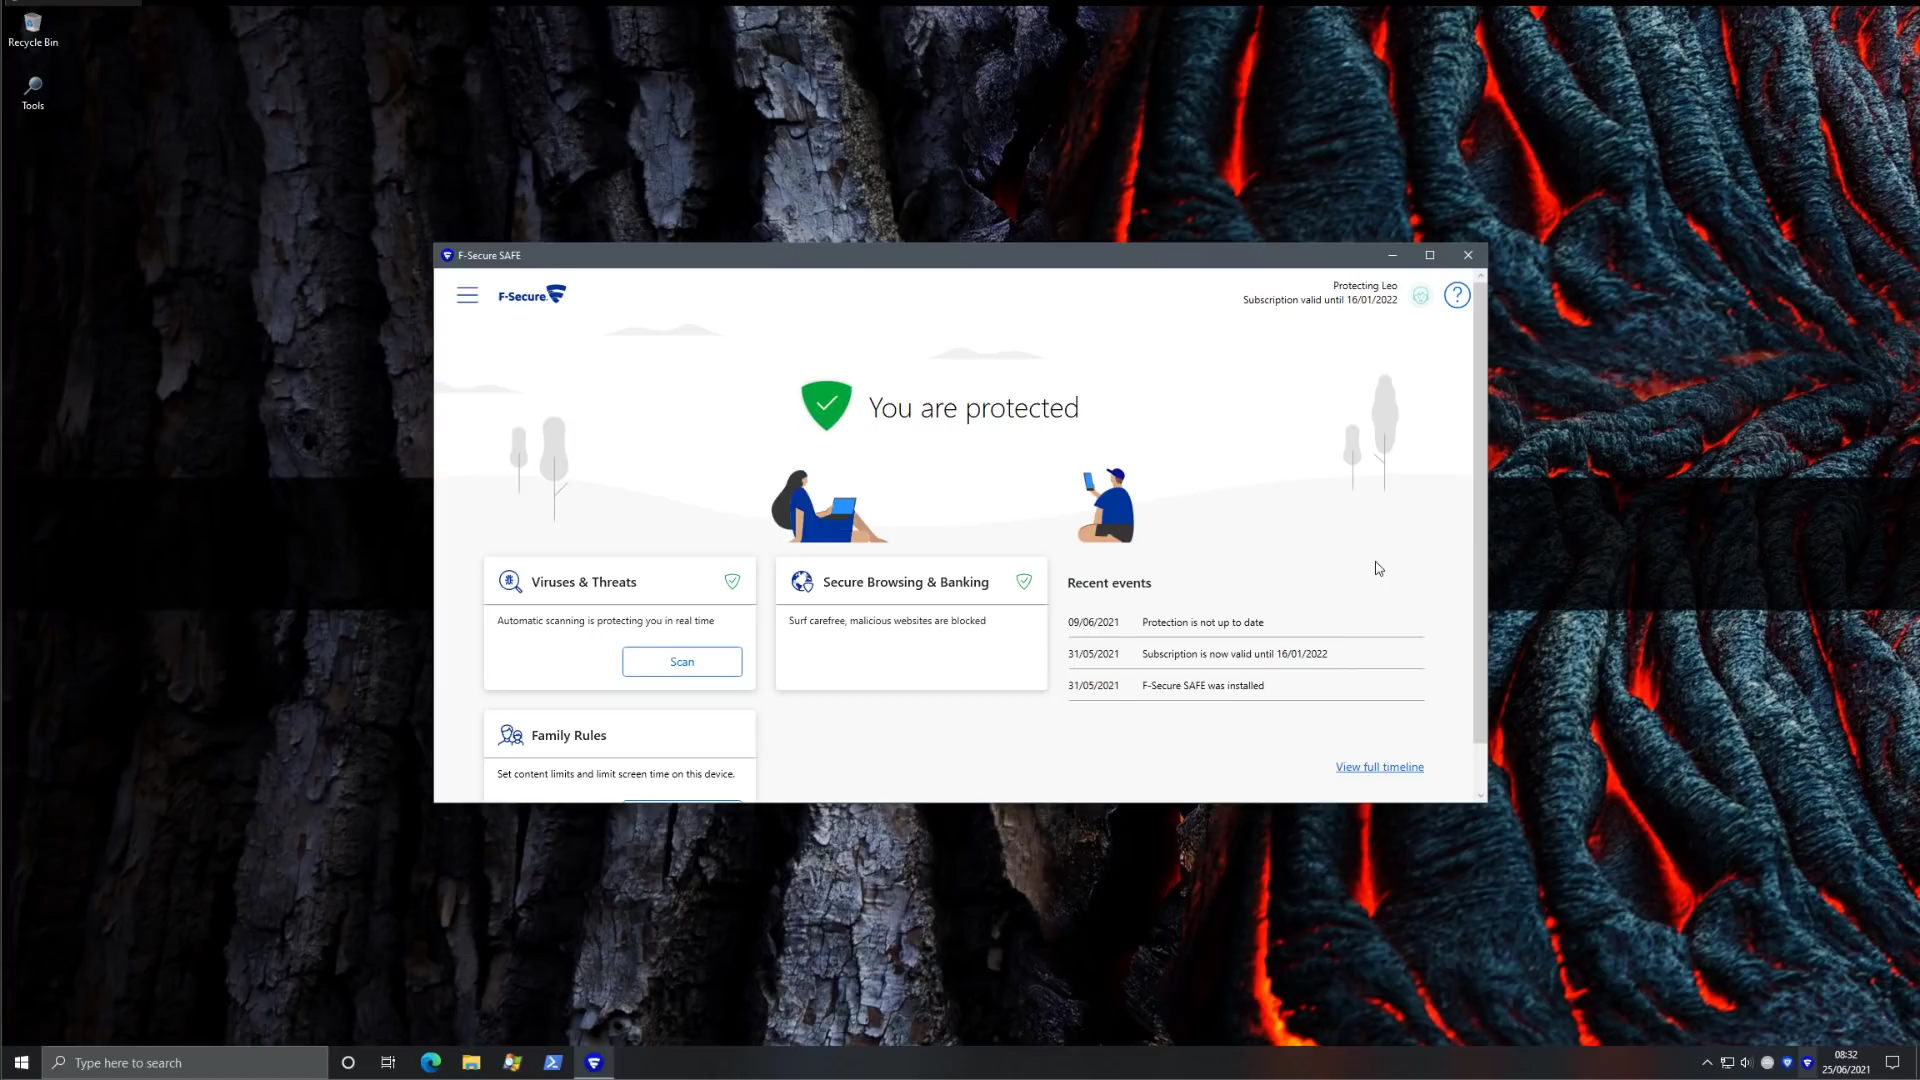 Recycle Bin
Tools
F-Secure SAFE
F-Secure.
Protecting Leo
Subscription valid until 16/01/2022
?
You are protected
Viruses & Threats
Automatic scanning is protecting you in real time
Scan
Secure Browsing & Banking
Surf carefree, malicious websites are blocked
Recent events
09/06/2021 Protection is not up to date
31/05/2021 Subscription is now valid until 16/01/2022
31/05/2021 F-Secure SAFE was installed
Family Rules
Set content limits and limit screen time on this device.
View full timeline
Type here to search
08:32
25/06/2021